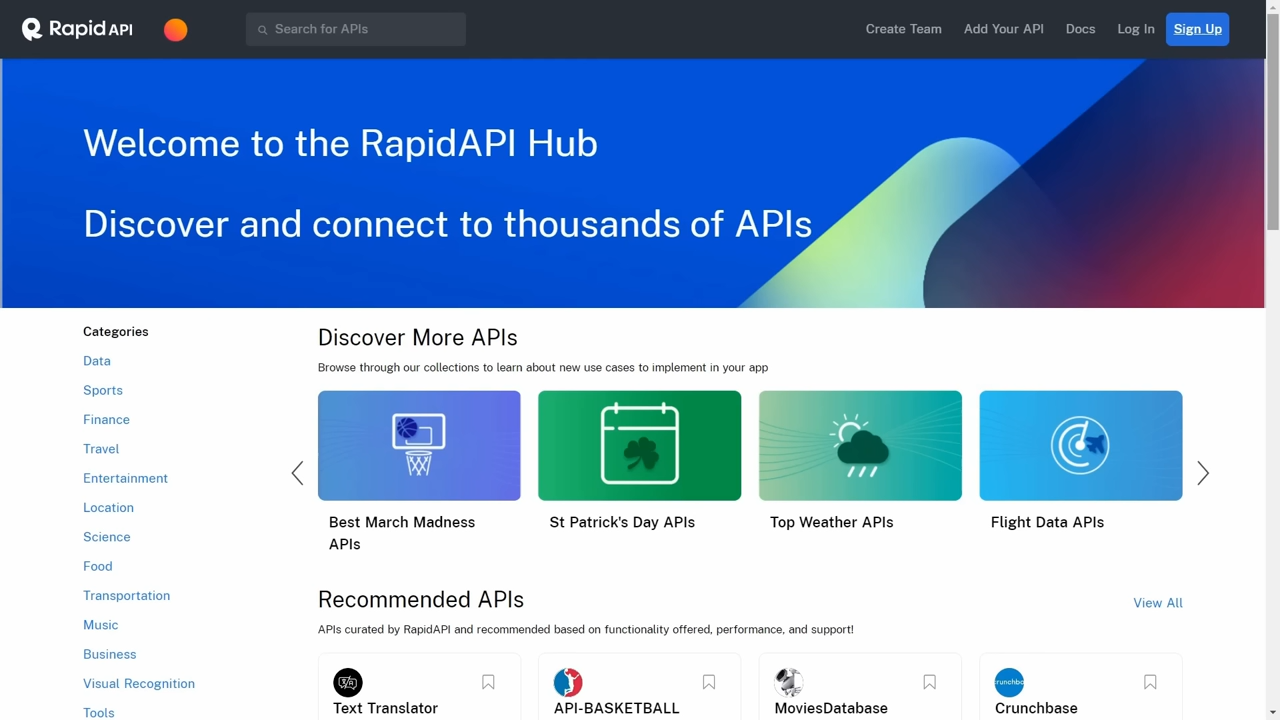 Rapid API
Search for APIs
Create Team
Add Your API
Docs
Log In
Sign Up
Welcome to the RapidAPI Hub
Discover and connect to thousands of APIs
Categories
Data
Sports
Finance
Travel
Entertainment
Location
Science
Food
Transportation
Music
Business
Visual Recognition
Tools
Discover More APIs
Browse through our collections to learn about new use cases to implement in your app
Best March Madness
APIs
St Patrick's Day APIs
Top Weather APIs
Flight Data APIs
Recommended APIs
View All
APIs curated by RapidAPI and recommended based on functionality offered, performance, and support!
Text Translator
API-BASKETBALL
MoviesDatabase
Crunchbase